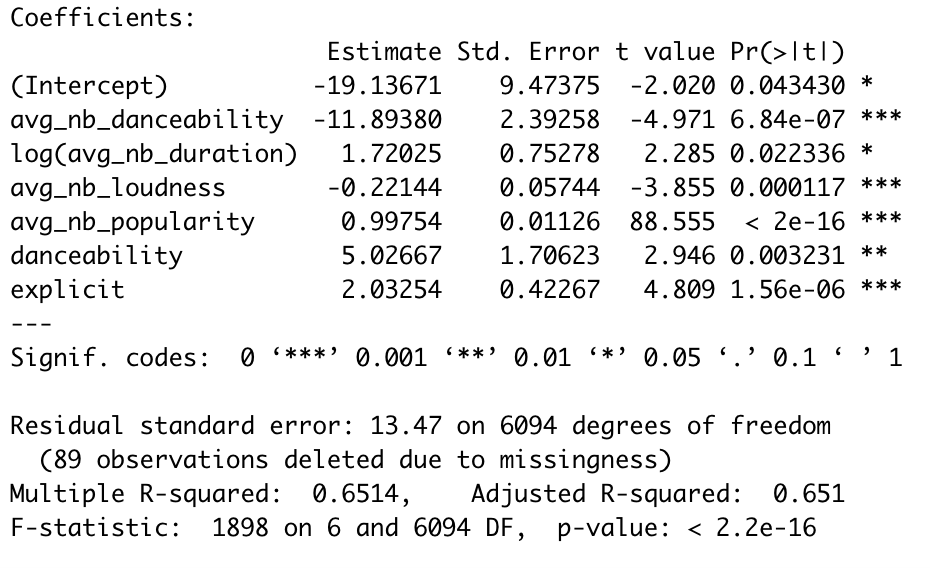 Coefficients:
Estimate Std. Error t value Pr(>|t|)
(Intercept) -19.13671 9.47375 -2.020 0.043430 *
avg_nb_danceability -11.89380 2.39258 -4.971 6.84e-07 ***
log(avg_nb_duration) 1.72025 0.75278 2.285 0.022336 *
avg_nb_loudness -0.22144 0.05744 -3.855 0.000117 ***
avg_nb_popularity 0.99754 0.01126 88.555 < 2e-16 ***
danceability 5.02667 1.70623 2.946 0.003231 **
explicit 2.03254 0.42267 4.809 1.56e-06 ***
---
Signif. codes: 0 ‘***’ 0.001 ‘**’ 0.01 ‘*’ 0.05 ‘.’ 0.1 ‘ ’ 1
Residual standard error: 13.47 on 6094 degrees of freedom
(89 observations deleted due to missingness)
Multiple R-squared: 0.6514, Adjusted R-squared: 0.651
F-statistic: 1898 on 6 and 6094 DF, p-value: < 2.2e-16